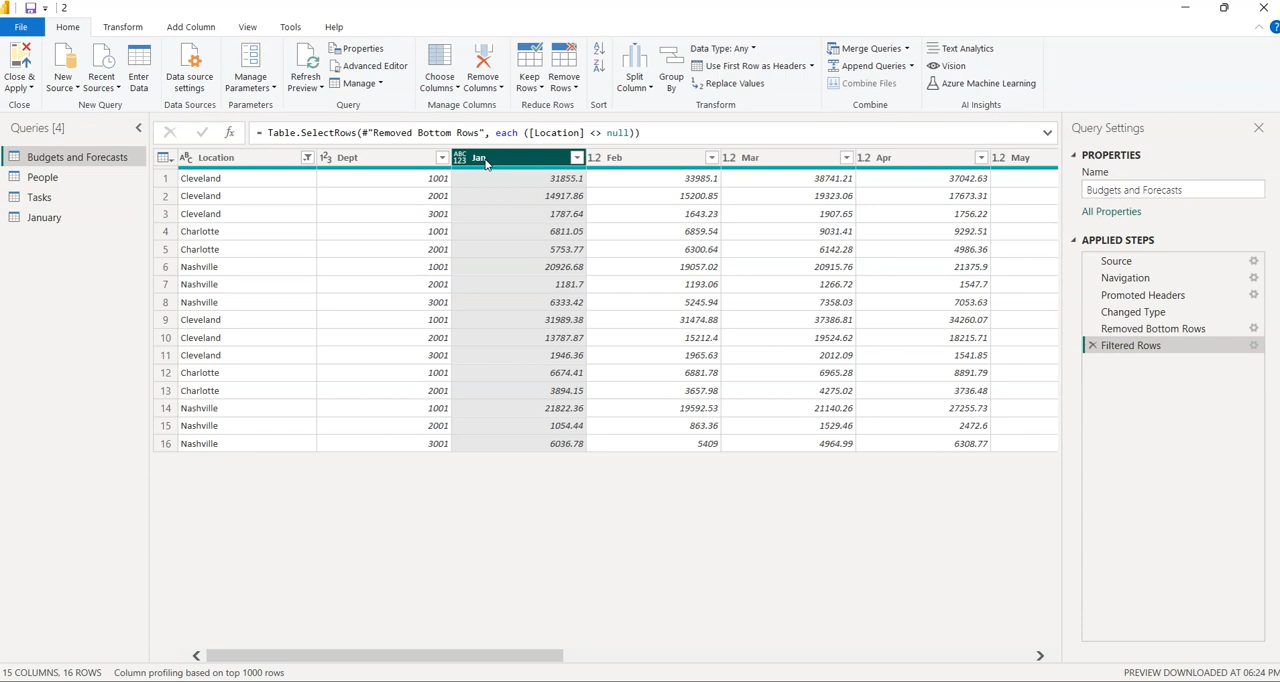 2
File Home Transform Add Column View Tools Help
Close & Apply New Source Recent Sources Enter Data Data source settings Manage Parameters Refresh Preview Properties Advanced Editor Manage Choose Columns Remove Columns Keep Rows Remove Rows Split Column Group By Data Type: Any Use First Row as Headers Replace Values Merge Queries Append Queries Combine Files Text Analytics Vision Azure Machine Learning
Close New Query Data Sources Parameters Query Manage Columns Reduce Rows Sort Transform Combine AI Insights
Queries [4]
Budgets and Forecasts
People
Tasks
January
fx = Table.SelectRows(#"Removed Bottom Rows", each ([Location] <> null))
ABC Location 123 Dept ABC 123 Jan 1.2 Feb 1.2 Mar 1.2 Apr 1.2 May
1 Cleveland 1001 31855.1 33985.1 38741.21 37042.63
2 Cleveland 2001 14917.86 15200.85 19323.06 17673.31
3 Cleveland 3001 1787.64 1643.23 1907.65 1756.22
4 Charlotte 1001 6811.05 6859.54 9031.41 9292.51
5 Charlotte 2001 5753.77 6300.64 6142.28 4986.36
6 Nashville 1001 20926.68 19057.02 20915.76 21375.9
7 Nashville 2001 1181.7 1193.06 1266.72 1547.7
8 Nashville 3001 6333.42 5245.94 7358.03 7053.63
9 Cleveland 1001 31989.38 31474.88 37386.81 34260.07
10 Cleveland 2001 13787.87 15212.4 19524.62 18215.71
11 Cleveland 3001 1946.36 1965.63 2012.09 1541.85
12 Charlotte 1001 6674.41 6881.78 6965.28 8891.79
13 Charlotte 2001 3894.15 3657.98 4275.02 3736.48
14 Nashville 1001 21822.36 19592.53 21140.26 27255.73
15 Nashville 2001 1054.44 863.36 1529.46 2472.6
16 Nashville 3001 6036.78 5409 4964.99 6308.77
Query Settings
PROPERTIES
Name
Budgets and Forecasts
All Properties
APPLIED STEPS
Source
Navigation
Promoted Headers
Changed Type
Removed Bottom Rows
Filtered Rows
15 COLUMNS, 16 ROWS Column profiling based on top 1000 rows PREVIEW DOWNLOADED AT 06:24 PM